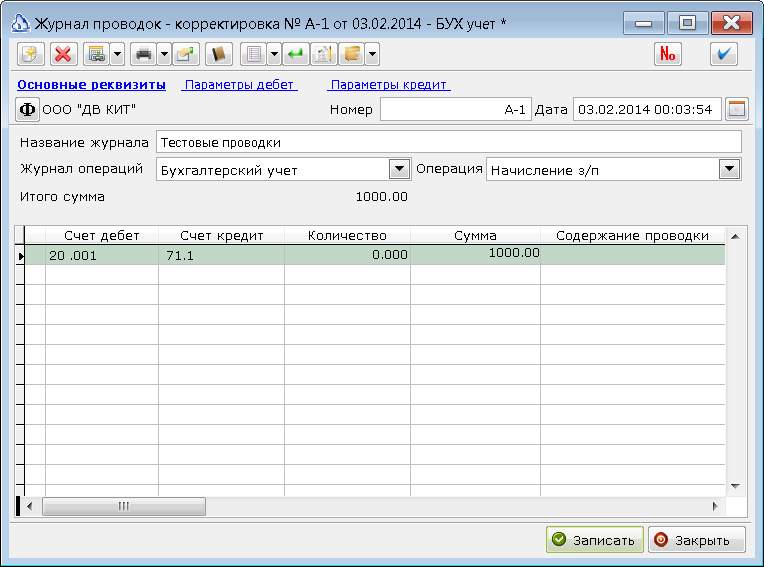 Журнал проводок - корректировка № А-1 от 03.02.2014 - БУХ учет *
№
Основные реквизиты Параметры дебет Параметры кредит
Ф ООО "ДВ КИТ" Номер А-1 Дата 03.02.2014 00:03:54
Название журнала Тестовые проводки
Журнал операций Бухгалтерский учет Операция Начисление з/п
Итого сумма 1000.00
Счет дебет Счет кредит Количество Сумма Содержание проводки
20 .001 71.1 0.000 1000.00
Записать Закрыть